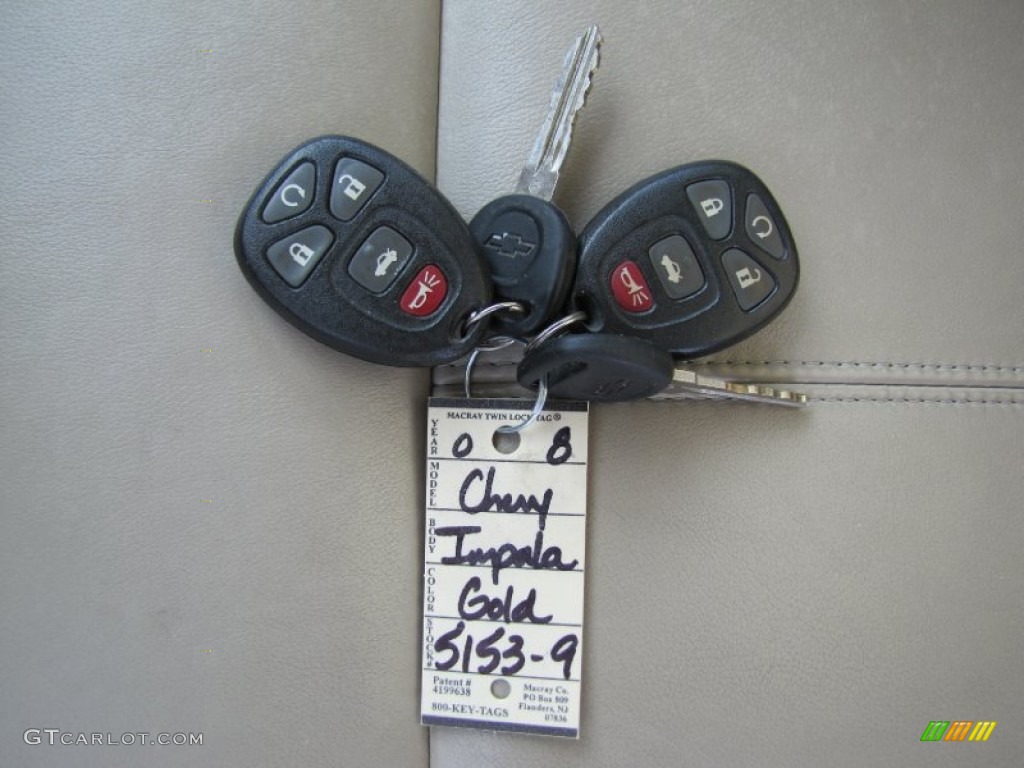 MACRAY TWIN LOCK TAG®
YEAR 0 8
MODEL Chevy
BODY Impala
COLOR Gold
STOCK# 5153-9
Patent #
4199638
800-KEY-TAGS
Macray Co.
PO Box 809
Flanders, NJ
07836
GTCARLOT.COM